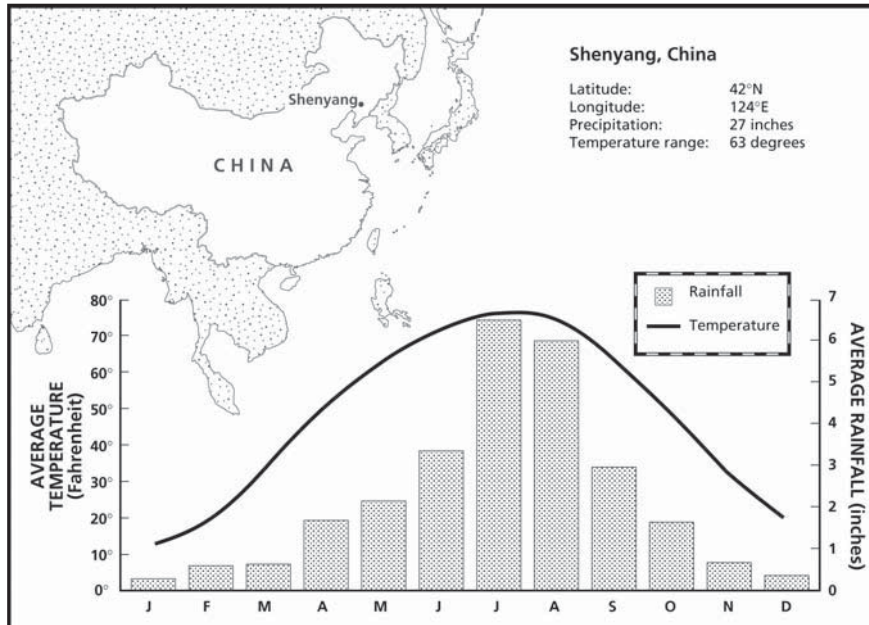 Shenyang, China
Latitude: 42°N
Longitude: 124°E
Precipitation: 27 inches
Temperature range: 63 degrees
Shenyang
CHINA
Rainfall
Temperature
AVERAGE
TEMPERATURE
(Fahrenheit)
80°
70°
60°
50°
40°
30°
20°
10°
0°
7
6
5
4
3
2
1
0
AVERAGE RAINFALL (inches)
J F M A M J J A S O N D